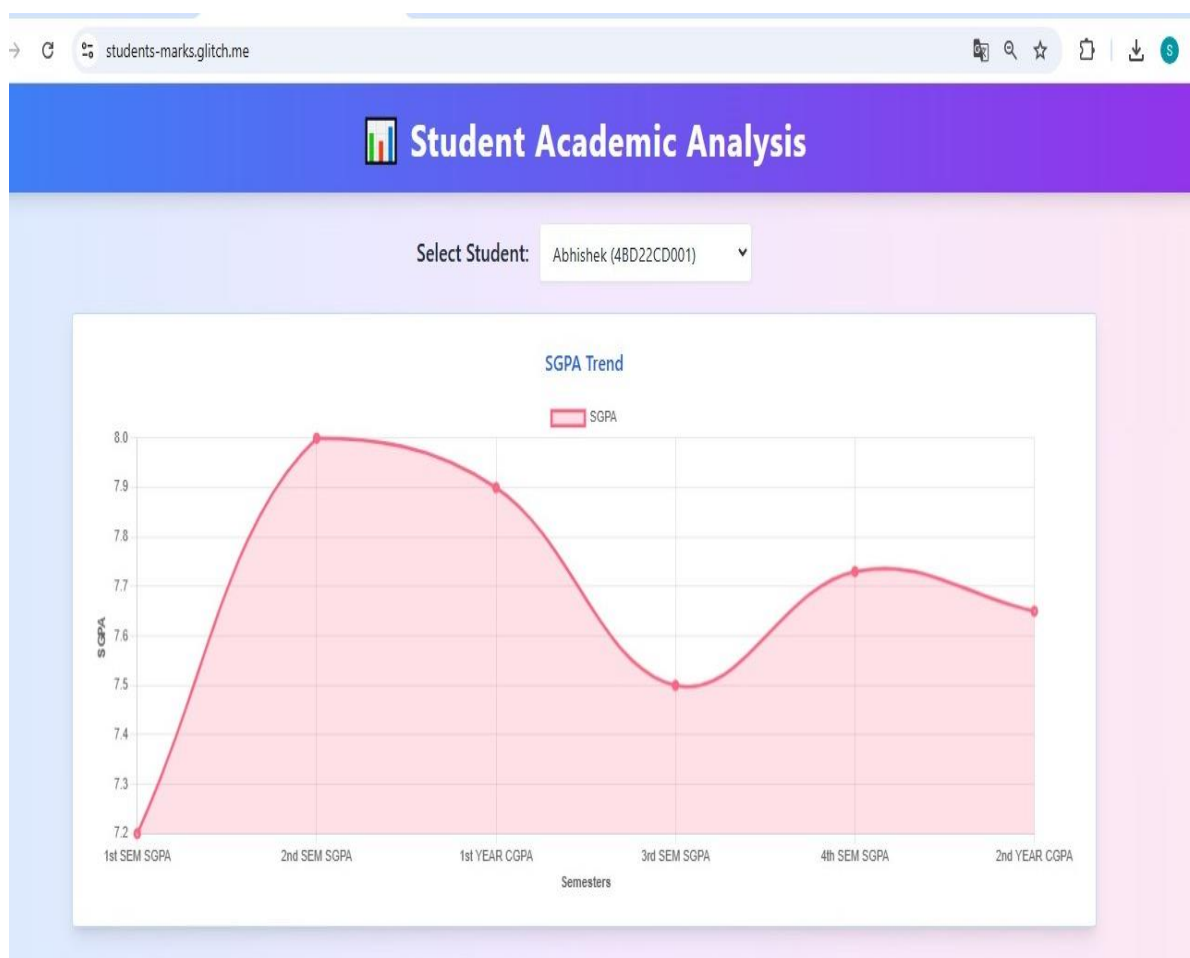 students-marks.glitch.me
S
Student Academic Analysis
Select Student: Abhishek (4BD22CD001)
SGPA Trend
SGPA
8.0
7.9
7.8
7.7
7.6
7.5
7.4
7.3
7.2
SGPA
1st SEM SGPA 2nd SEM SGPA 1st YEAR CGPA 3rd SEM SGPA 4th SEM SGPA 2nd YEAR CGPA
Semesters